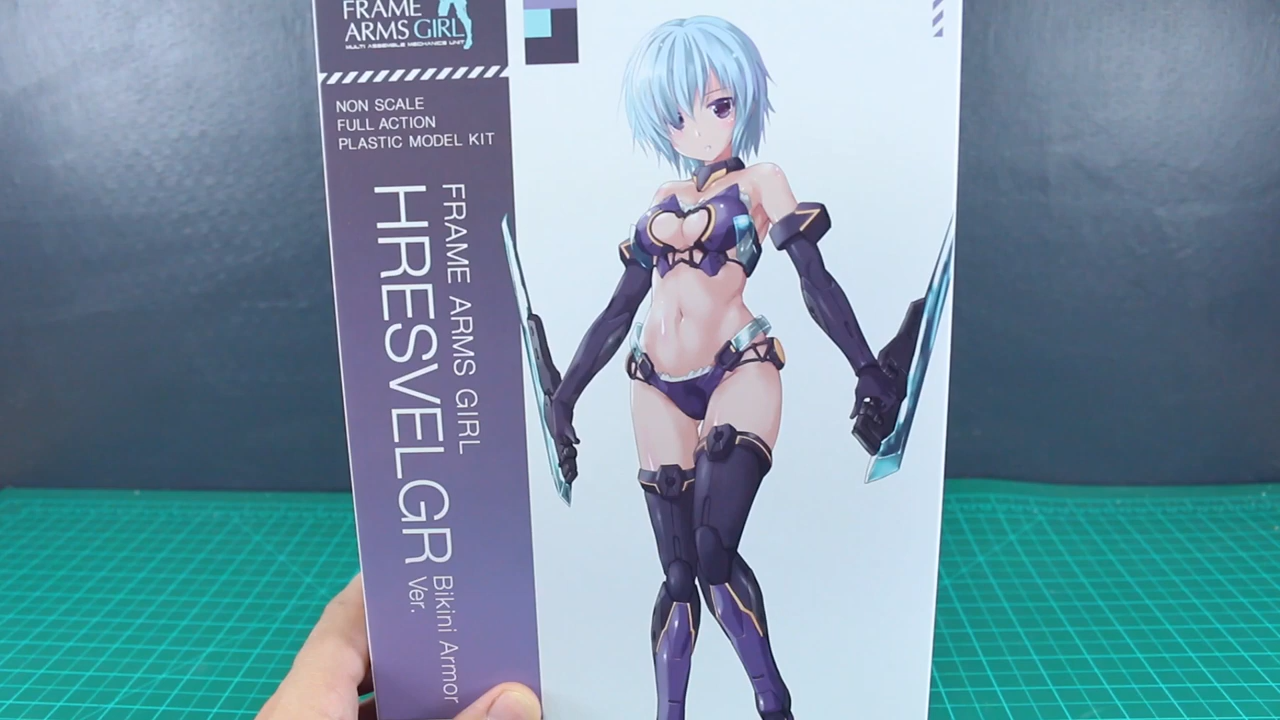 FRAME
ARMS GIRL
MULTI ASSEMBLE MECHANICS UNIT
NON SCALE
FULL ACTION
PLASTIC MODEL KIT
FRAME ARMS GIRL
HRESVELGR
Bikini Armor
Ver.